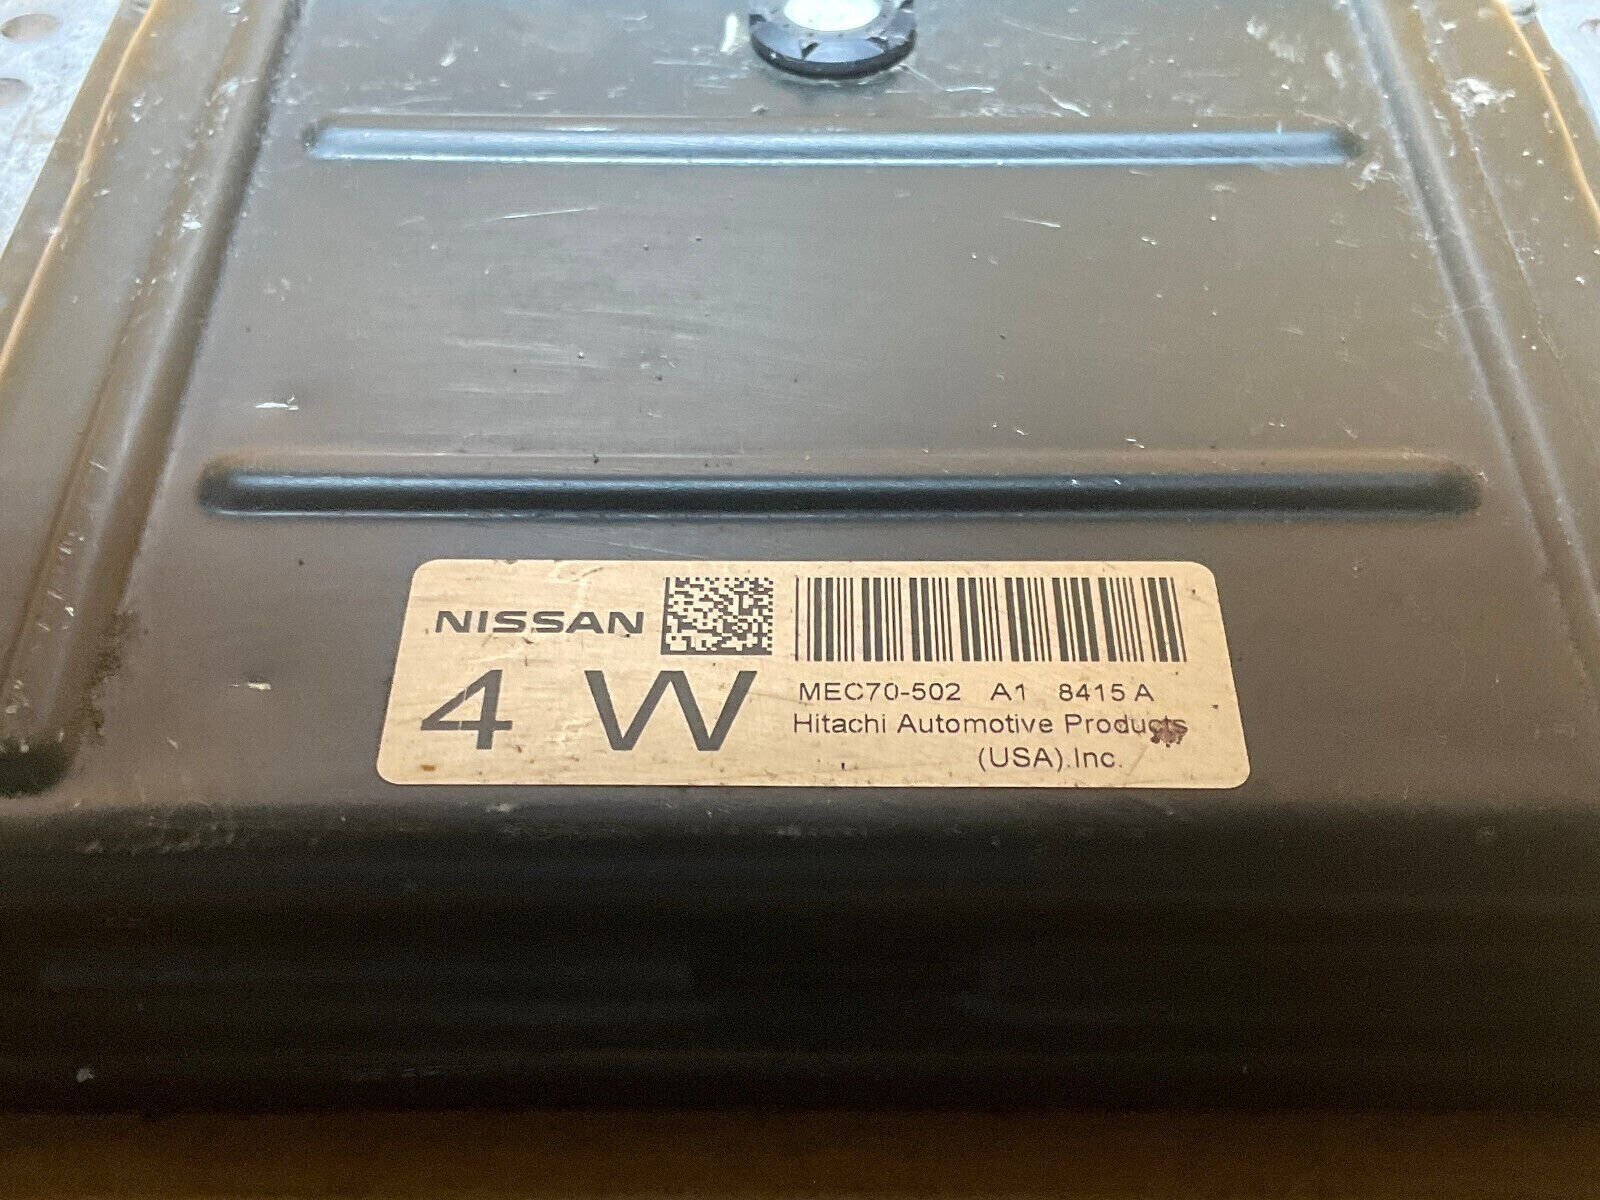 NISSAN
4 W
MEC70-502 A1 8415 A
Hitachi Automotive Products
(USA).Inc.